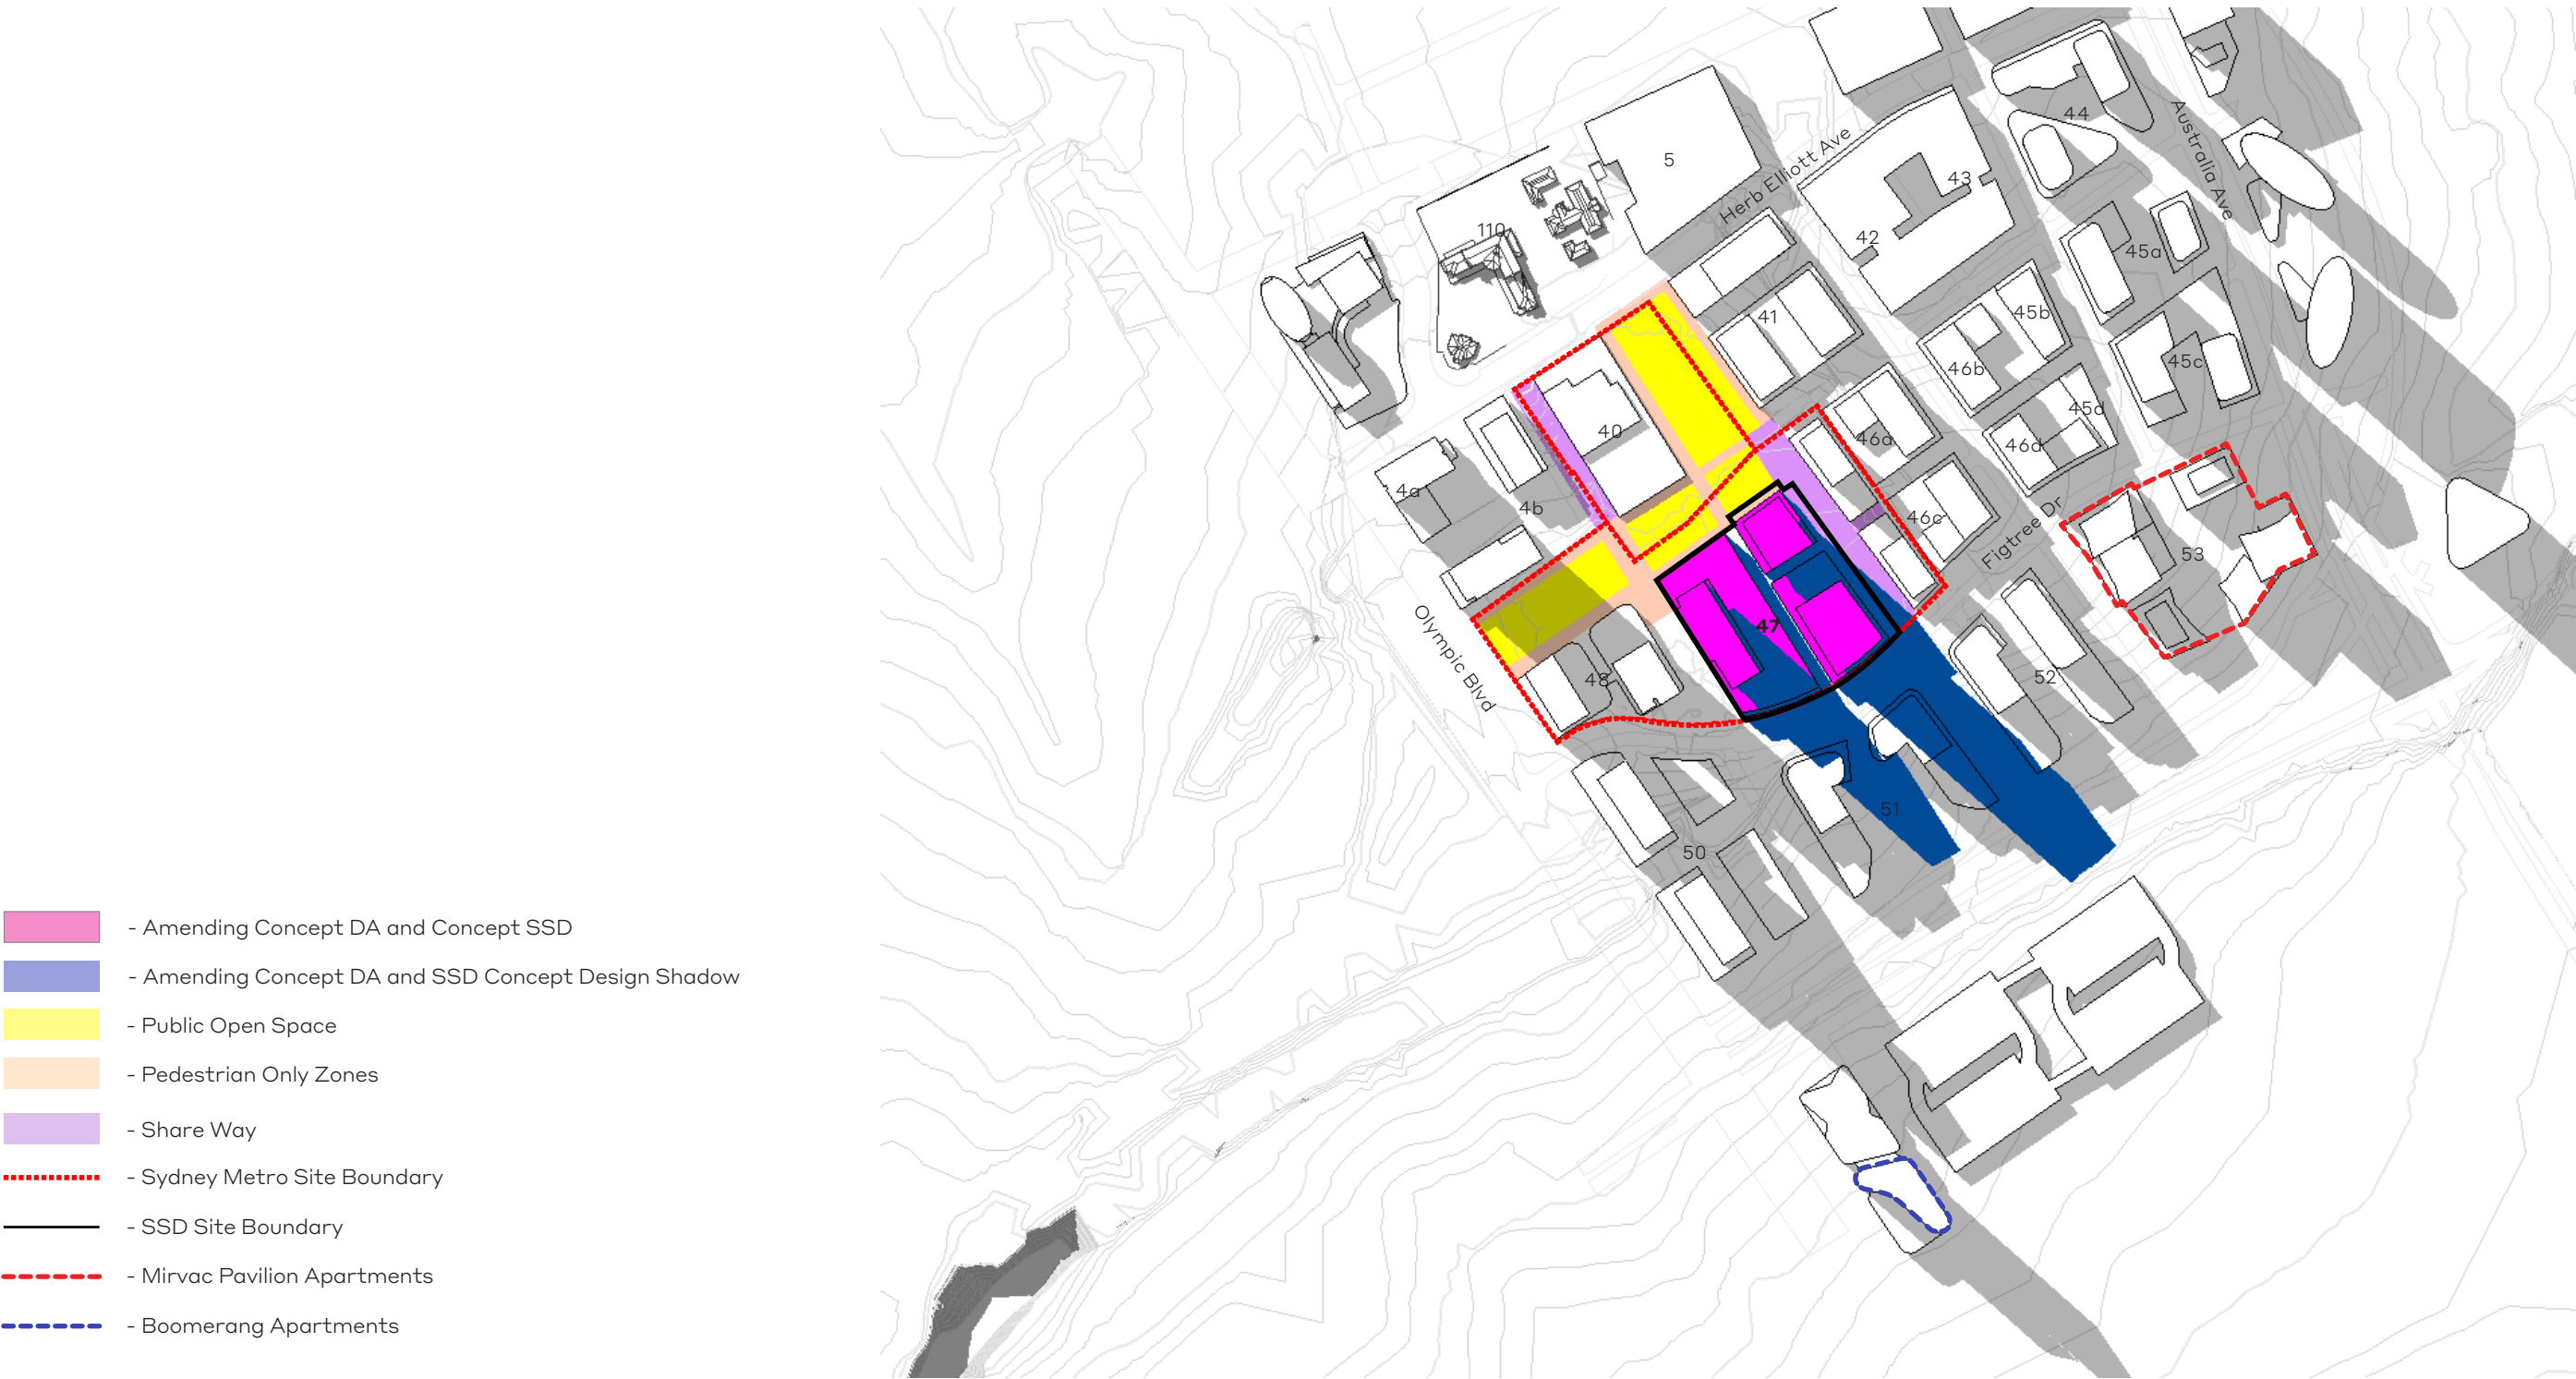 44
Australia Ave
5
Herb Elliott Ave
43
110
42
45a
41
45b
46b
45c
45d
40
46a
46d
4a
4b
46c
Figtree Dr
53
Olympic Blvd
47
48
52
51
50
- Amending Concept DA and Concept SSD
- Amending Concept DA and SSD Concept Design Shadow
- Public Open Space
- Pedestrian Only Zones
- Share Way
- Sydney Metro Site Boundary
- SSD Site Boundary
- Mirvac Pavilion Apartments
- Boomerang Apartments